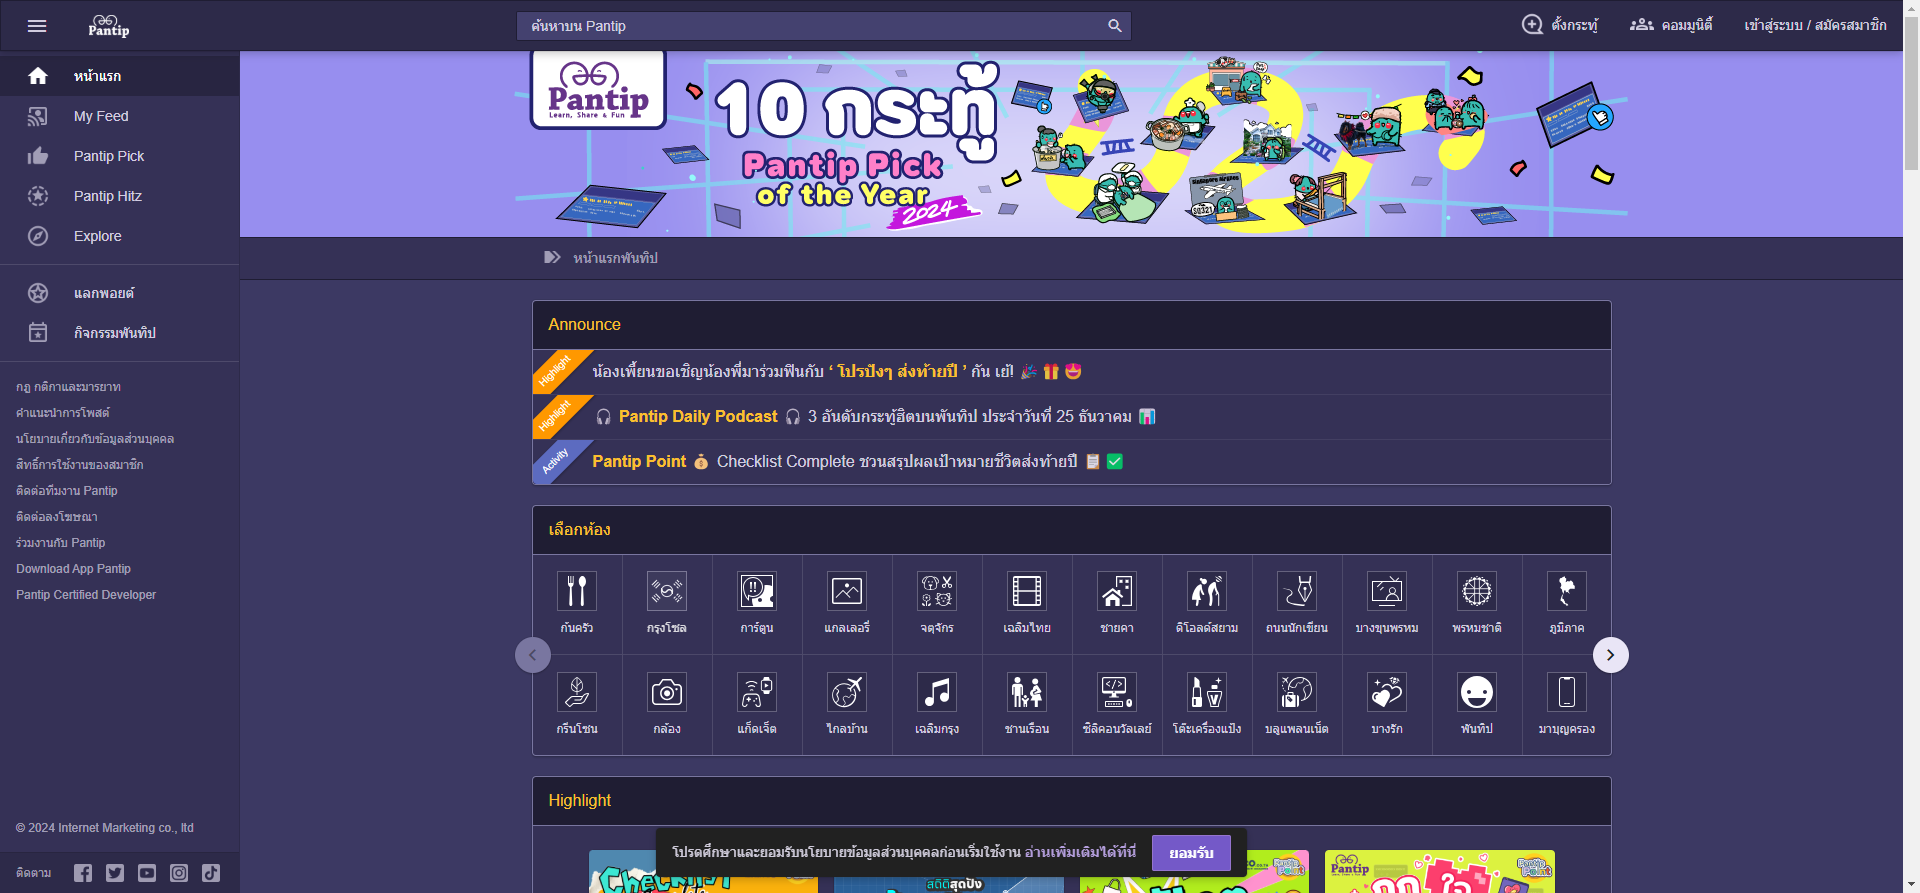 Pantip
ค้นหาบน Pantip
ตั้งกระทู้
คอมมูนิตี้
เข้าสู่ระบบ / สมัครสมาชิก
หน้าแรก
My Feed
Pantip Pick
Pantip Hitz
Explore
แลกพอยต์
กิจกรรมพันทิป
กฎ กติกาและมารยาท
คำแนะนำการโพสต์
นโยบายเกี่ยวกับข้อมูลส่วนบุคคล
สิทธิ์การใช้งานของสมาชิก
ติดต่อทีมงาน Pantip
ติดต่อลงโฆษณา
ร่วมงานกับ Pantip
Download App Pantip
Pantip Certified Developer
© 2024 Internet Marketing co., ltd
ติดตาม
Pantip
Learn, Share & Fun
10 กระทู้
Pantip Pick
of the Year
2024
Singapore Airlines
SQ321
หน้าแรกพันทิป
Announce
Highlight
น้องเพี้ยนขอเชิญน้องพี่มาร่วมฟินกับ ‘ โปรปังๆ ส่งท้ายปี ’ กัน เย้! 🎉 🎁 😍
Highlight
🎧 Pantip Daily Podcast 🎧 3 อันดับกระทู้ฮิตบนพันทิป ประจำวันที่ 25 ธันวาคม 📊
Activity
Pantip Point 💰 Checklist Complete ชวนสรุปผลเป้าหมายชีวิตส่งท้ายปี 📋 ✅
เลือกห้อง
ก้นครัว
กรุงโซล
การ์ตูน
แกลเลอรี่
จตุจักร
เฉลิมไทย
ชายคา
ดิโอลด์สยาม
ถนนนักเขียน
บางขุนพรหม
พรหมชาติ
ภูมิภาค
กรีนโซน
กล้อง
แก็ดเจ็ต
ไกลบ้าน
เฉลิมกรุง
ชานเรือน
ซิลิคอนวัลเลย์
โต๊ะเครื่องแป้ง
บลูแพลนเน็ต
บางรัก
พันทิป
มาบุญครอง
Highlight
โปรดศึกษาและยอมรับนโยบายข้อมูลส่วนบุคคลก่อนเริ่มใช้งาน อ่านเพิ่มเติมได้ที่นี่
ยอมรับ
Checklist
สถิติสุดปัง
Pantip Point
Pantip
ถูกใจ
Pantip Point